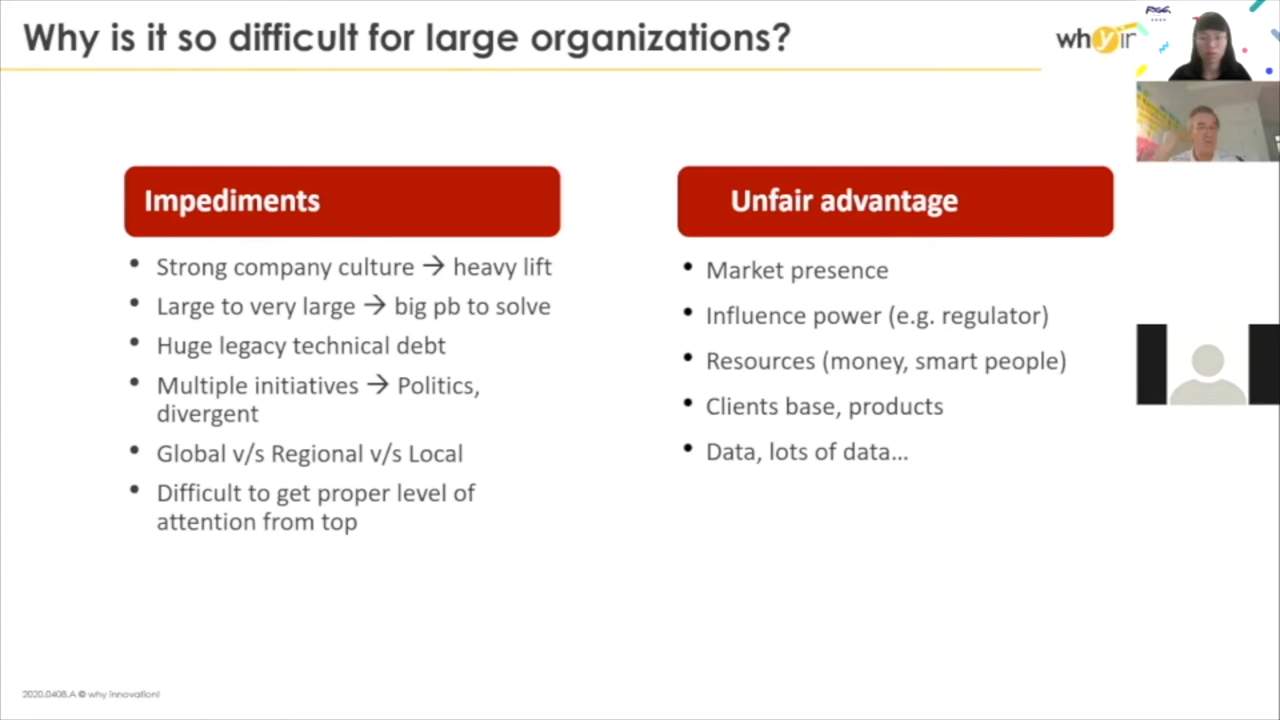 Why is it so difficult for large organizations?
whyin
Impediments
Strong company culture → heavy lift
Large to very large → big pb to solve
Huge legacy technical debt
Multiple initiatives → Politics,
divergent
Global v/s Regional v/s Local
Difficult to get proper level of
attention from top
Unfair advantage
Market presence
Influence power (e.g. regulator)
Resources (money, smart people)
Clients base, products
Data, lots of data...
2020.0408.A © why innovation!